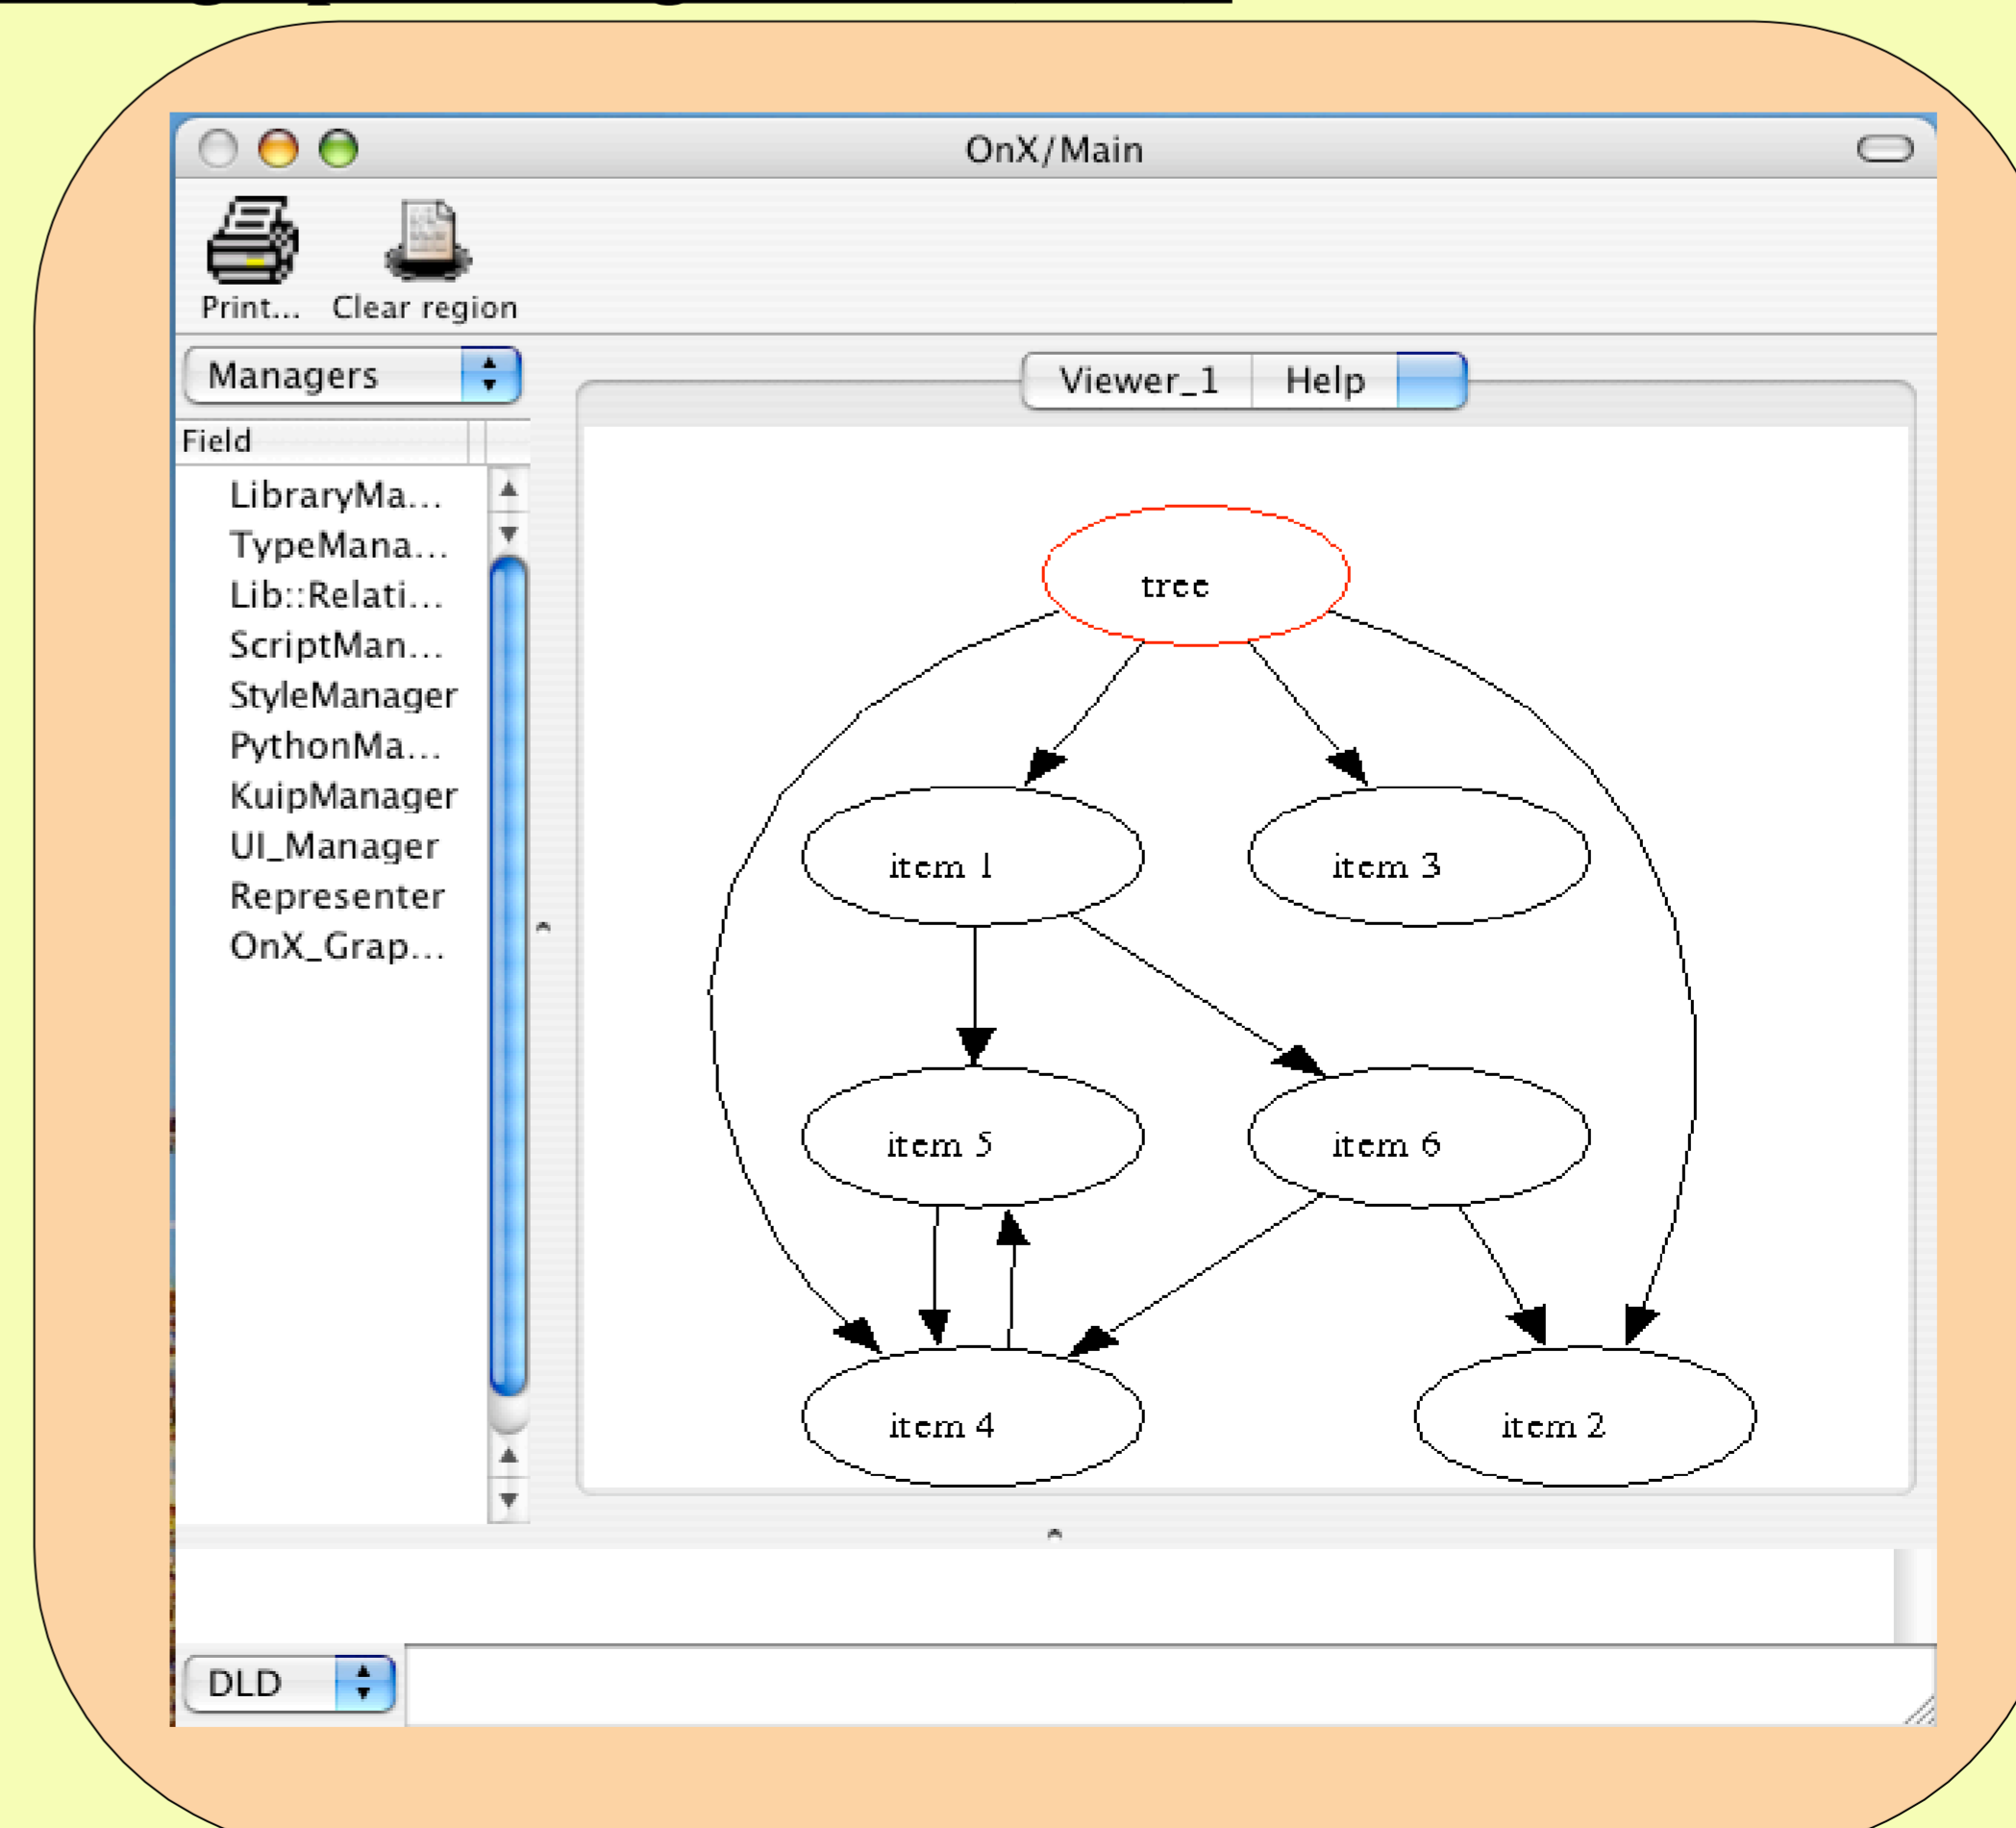 OnX/Main
Print... Clear region
Managers
Viewer_1 Help
Field
LibraryMa...
TypeMana...
Lib::Relati...
ScriptMan...
StyleManager
PythonMa...
KuipManager
UI_Manager
Representer
OnX_Grap...
tree
item 1 item 3
item 5 item 6
item 4 item 2
DLD